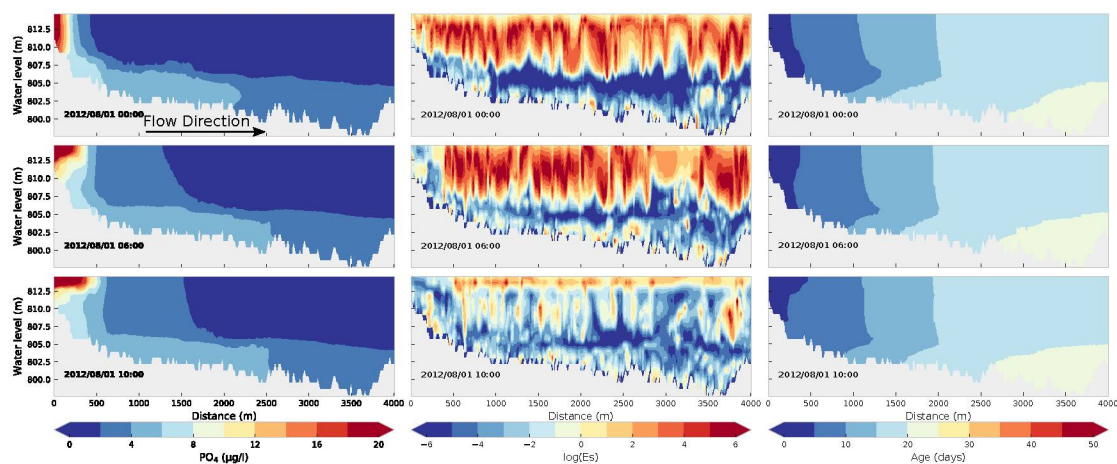 Water level (m)
812.5
810.0
807.5
805.0
802.5
800.0
2012/08/01 00:00
Flow Direction
2012/08/01 00:00
2012/08/01 00:00
Water level (m)
812.5
810.0
807.5
805.0
802.5
800.0
2012/08/01 06:00
2012/08/01 06:00
2012/08/01 06:00
Water level (m)
812.5
810.0
807.5
805.0
802.5
800.0
2012/08/01 10:00
2012/08/01 10:00
2012/08/01 10:00
0 500 1000 1500 2000 2500 3000 3500 4000
0 500 1000 1500 2000 2500 3000 3500 4000
0 500 1000 1500 2000 2500 3000 3500 4000
Distance (m)
Distance (m)
Distance (m)
0 4 8 12 16 20
−6 −4 −2 0 2 4 6
0 10 20 30 40 50
PO₄ (µg/l)
log(Es)
Age (days)